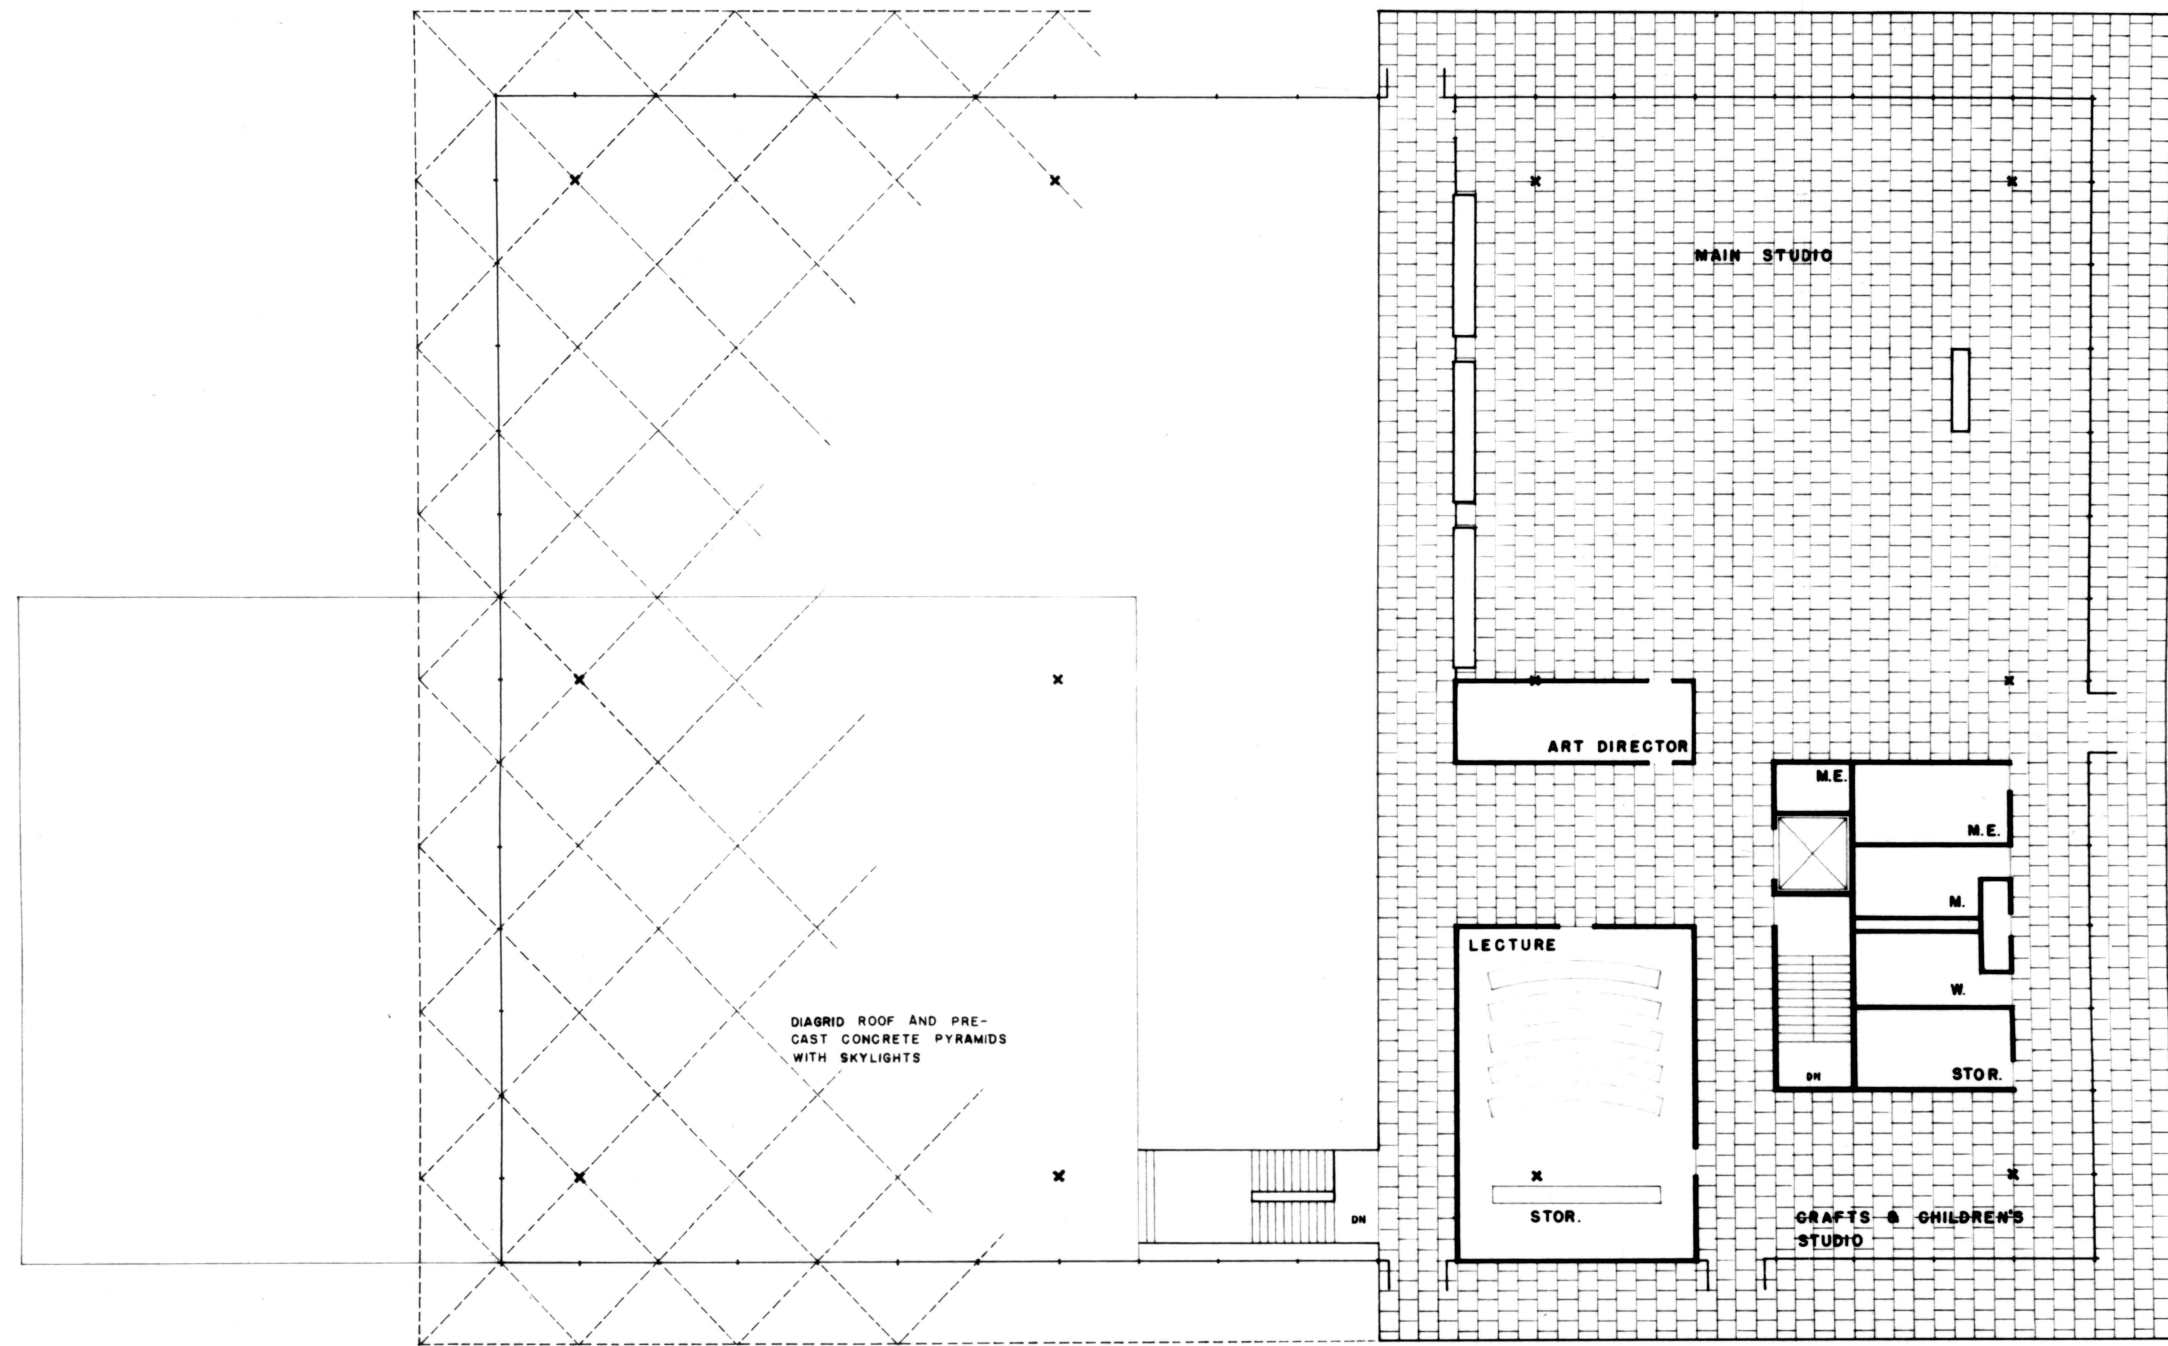 MAIN STUDIO
ART DIRECTOR
M.E.
M.E.
M.
LECTURE
W.
DIAGRID ROOF AND PRE-
CAST CONCRETE PYRAMIDS
WITH SKYLIGHTS
STOR.
DN
STOR.
DN
CRAFTS & CHILDREN'S
STUDIO